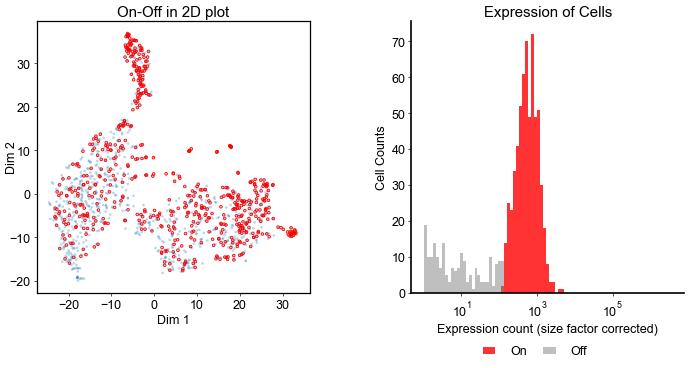 On-Off in 2D plot
Dim 2
30
20
10
0
−10
−20
−20 −10 0 10 20 30
Dim 1
Expression of Cells
Cell Counts
70
60
50
40
30
20
10
0
10^1 10^3 10^5
Expression count (size factor corrected)
On Off